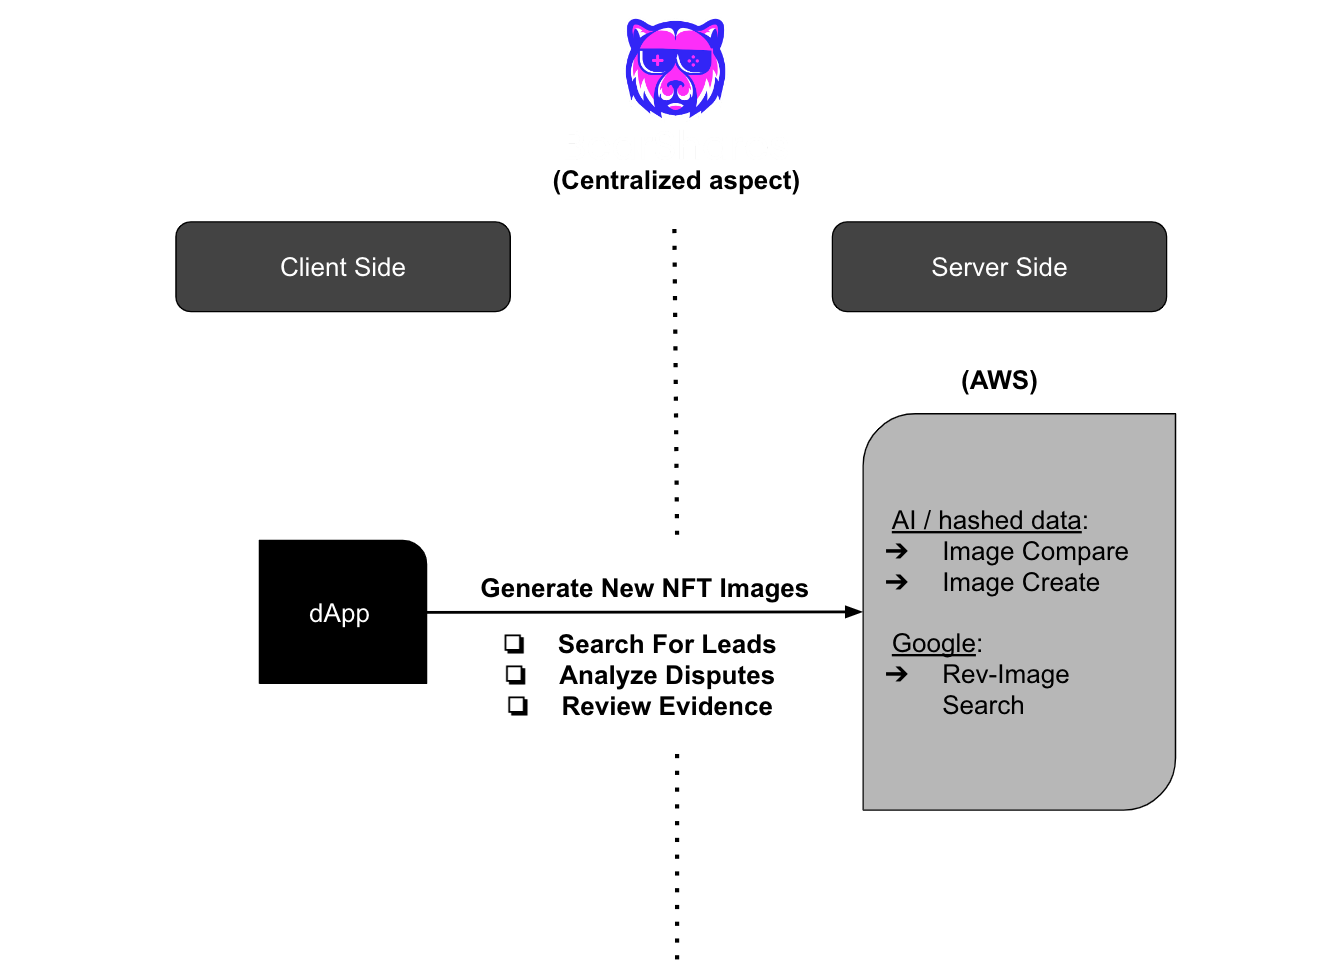 (Centralized aspect)
Client Side
Server Side
(AWS)
AI / hashed data:
➔ Image Compare
➔ Image Create
Google:
➔ Rev-Image
Search
dApp
Generate New NFT Images
❏ Search For Leads
❏ Analyze Disputes
❏ Review Evidence